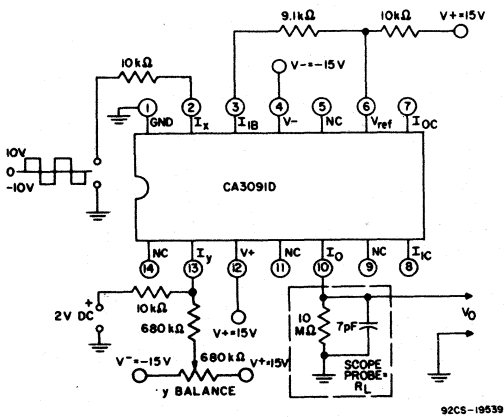 9.1kΩ
10kΩ
V+=15V
V-=-15V
10kΩ
1
2
3
4
5
6
7
GND
Ix
I1B
V-
NC
Vref
IOC
10V
0
-10V
CA3091D
NC
Iy
V+
NC
IO
NC
I1C
14
13
12
11
10
9
8
+
2V DC
10kΩ
680kΩ
V+=15V
V-=-15V
680kΩ
V+=15V
y BALANCE
10
MΩ
7pF
SCOPE
PROBE=
RL
VO
92CS-19539